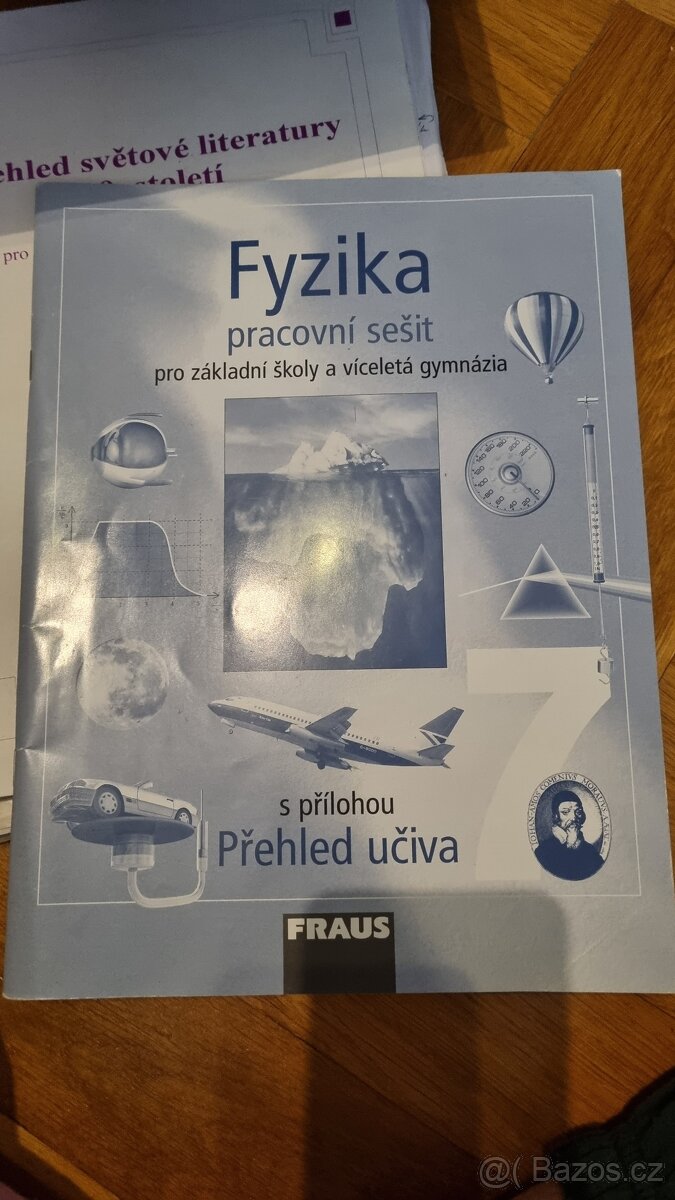 ehled světové literatury
století
pro
Fyzika
pracovní sešit
pro základní školy a víceletá gymnázia
7
s přílohou
Přehled učiva
FRAUS
@( Bazos.cz